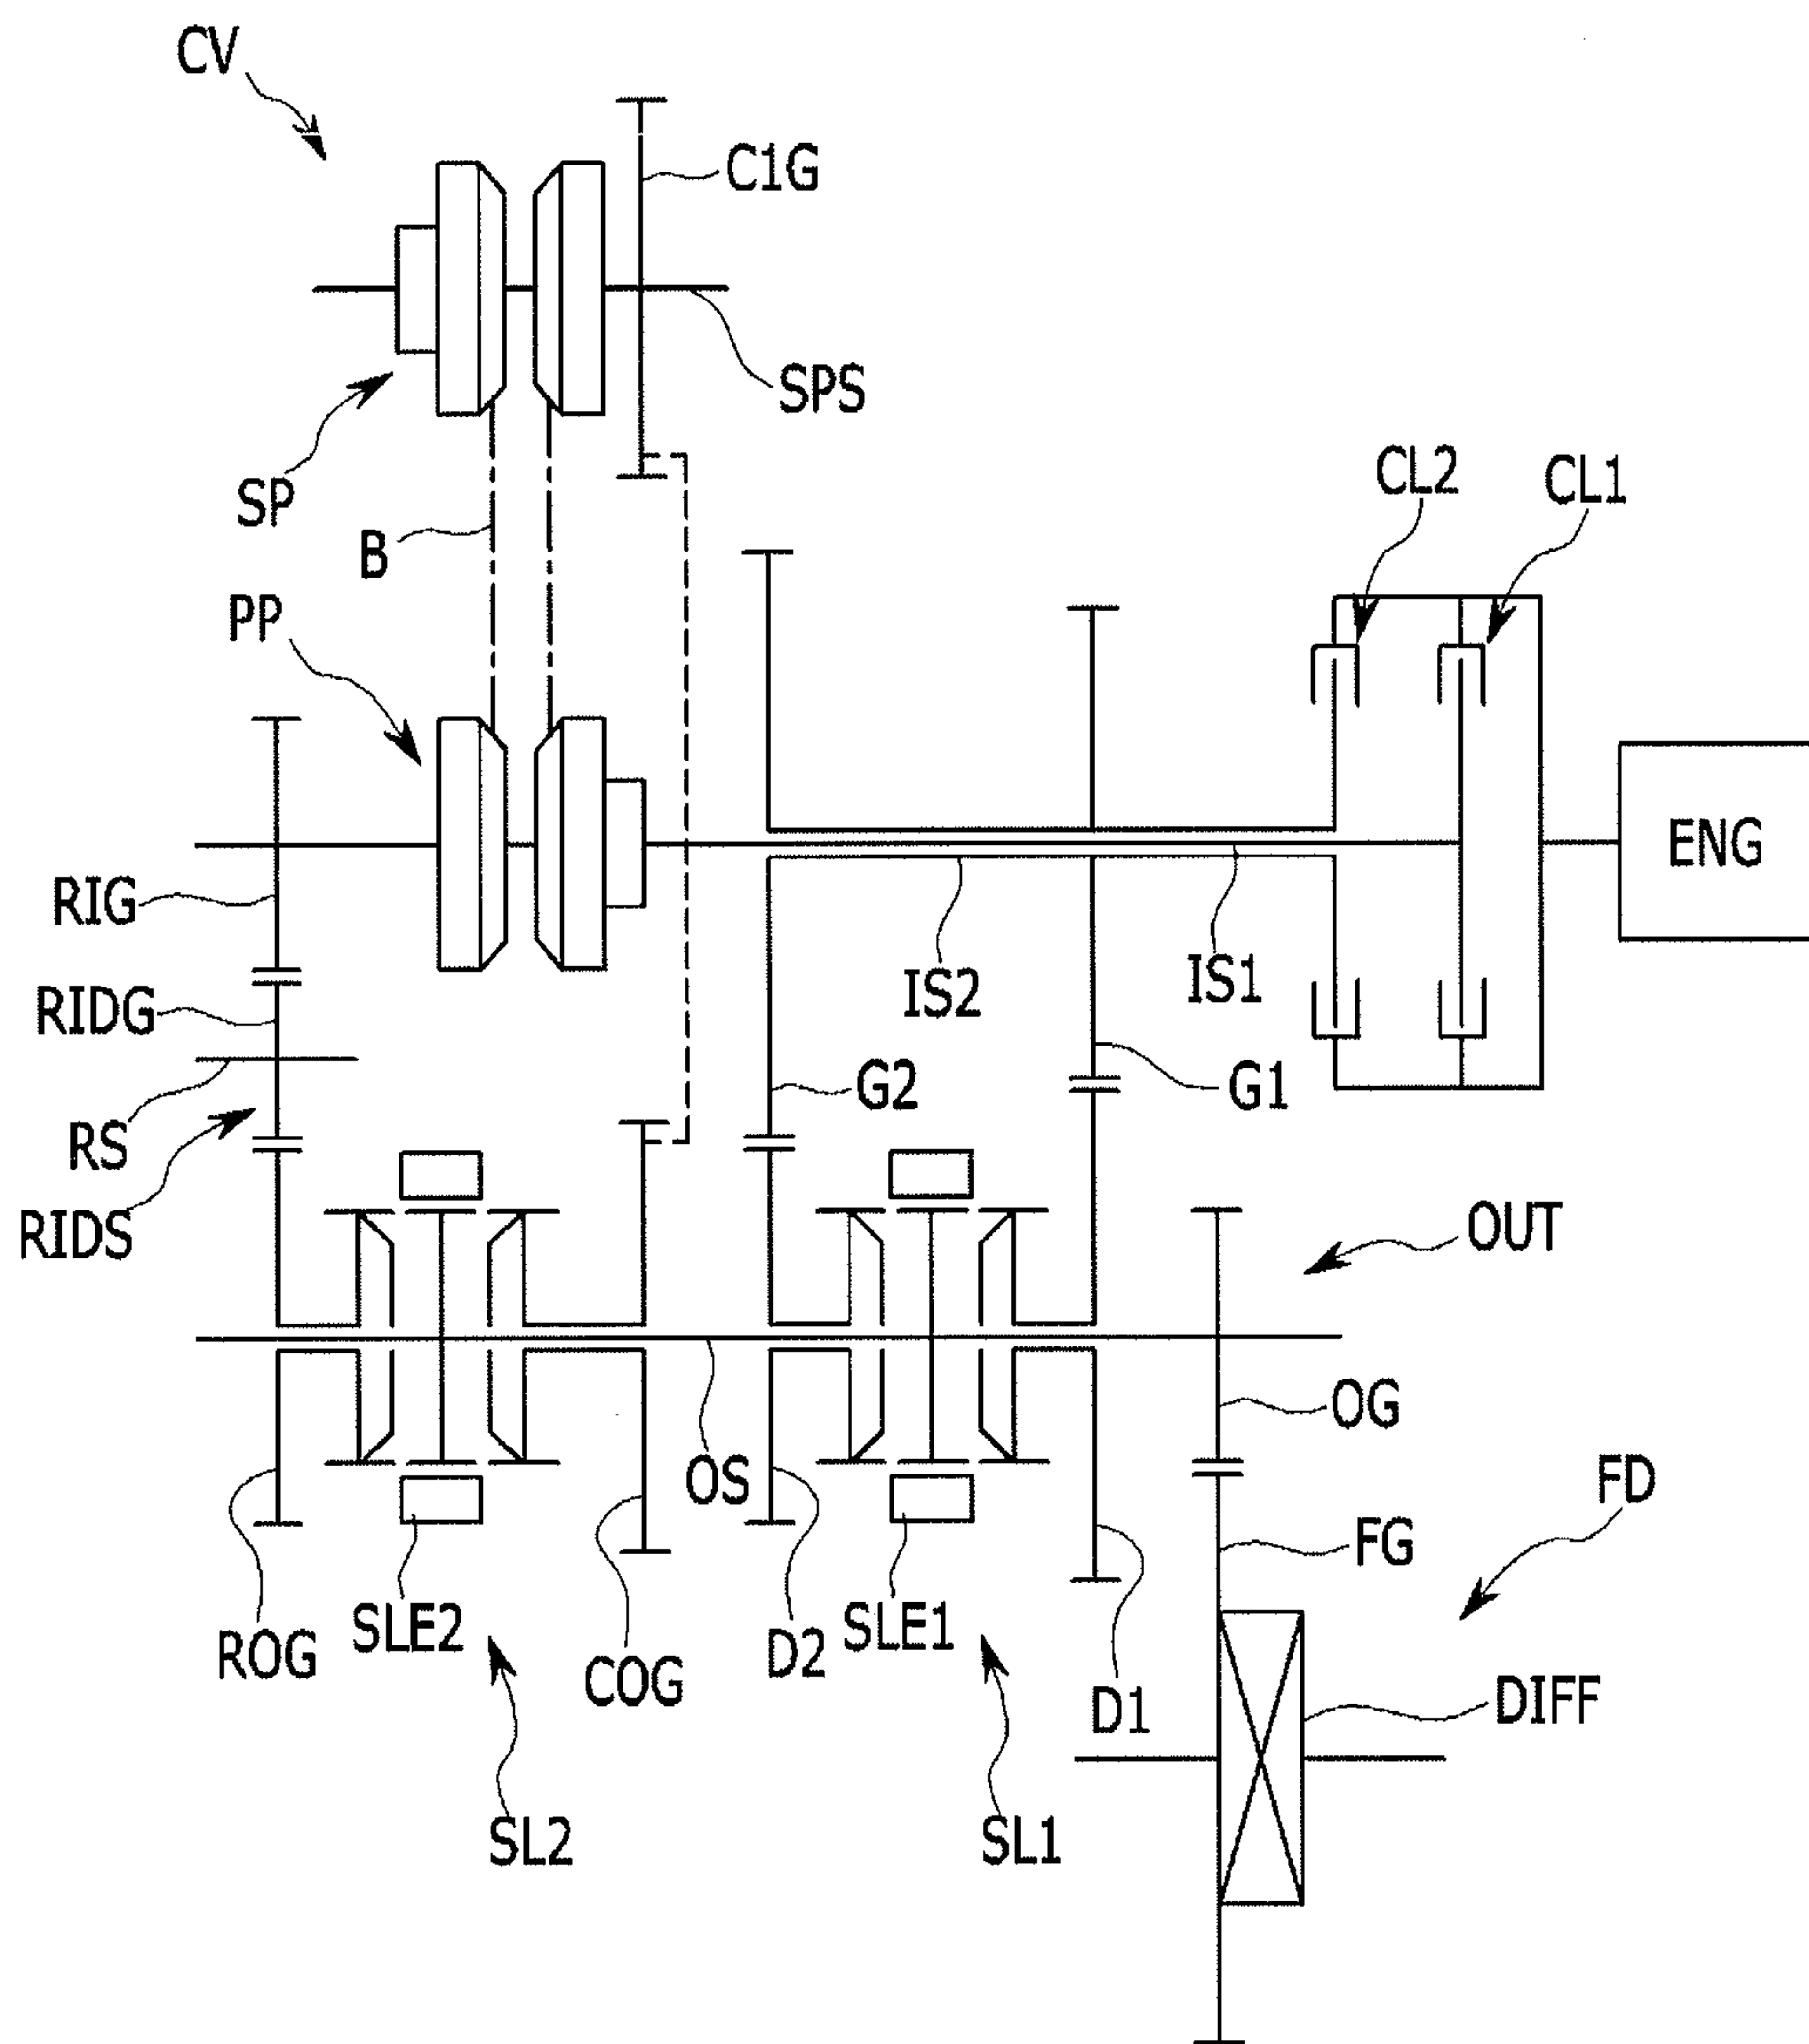 CV
C1G
SPS
SP
CL2
CL1
B
PP
ENG
RIG
IS2
IS1
RIDG
G2
G1
RS
RIDS
OUT
OG
OS
FD
FG
SLE2
SLE1
ROG
D2
COG
D1
DIFF
SL2
SL1